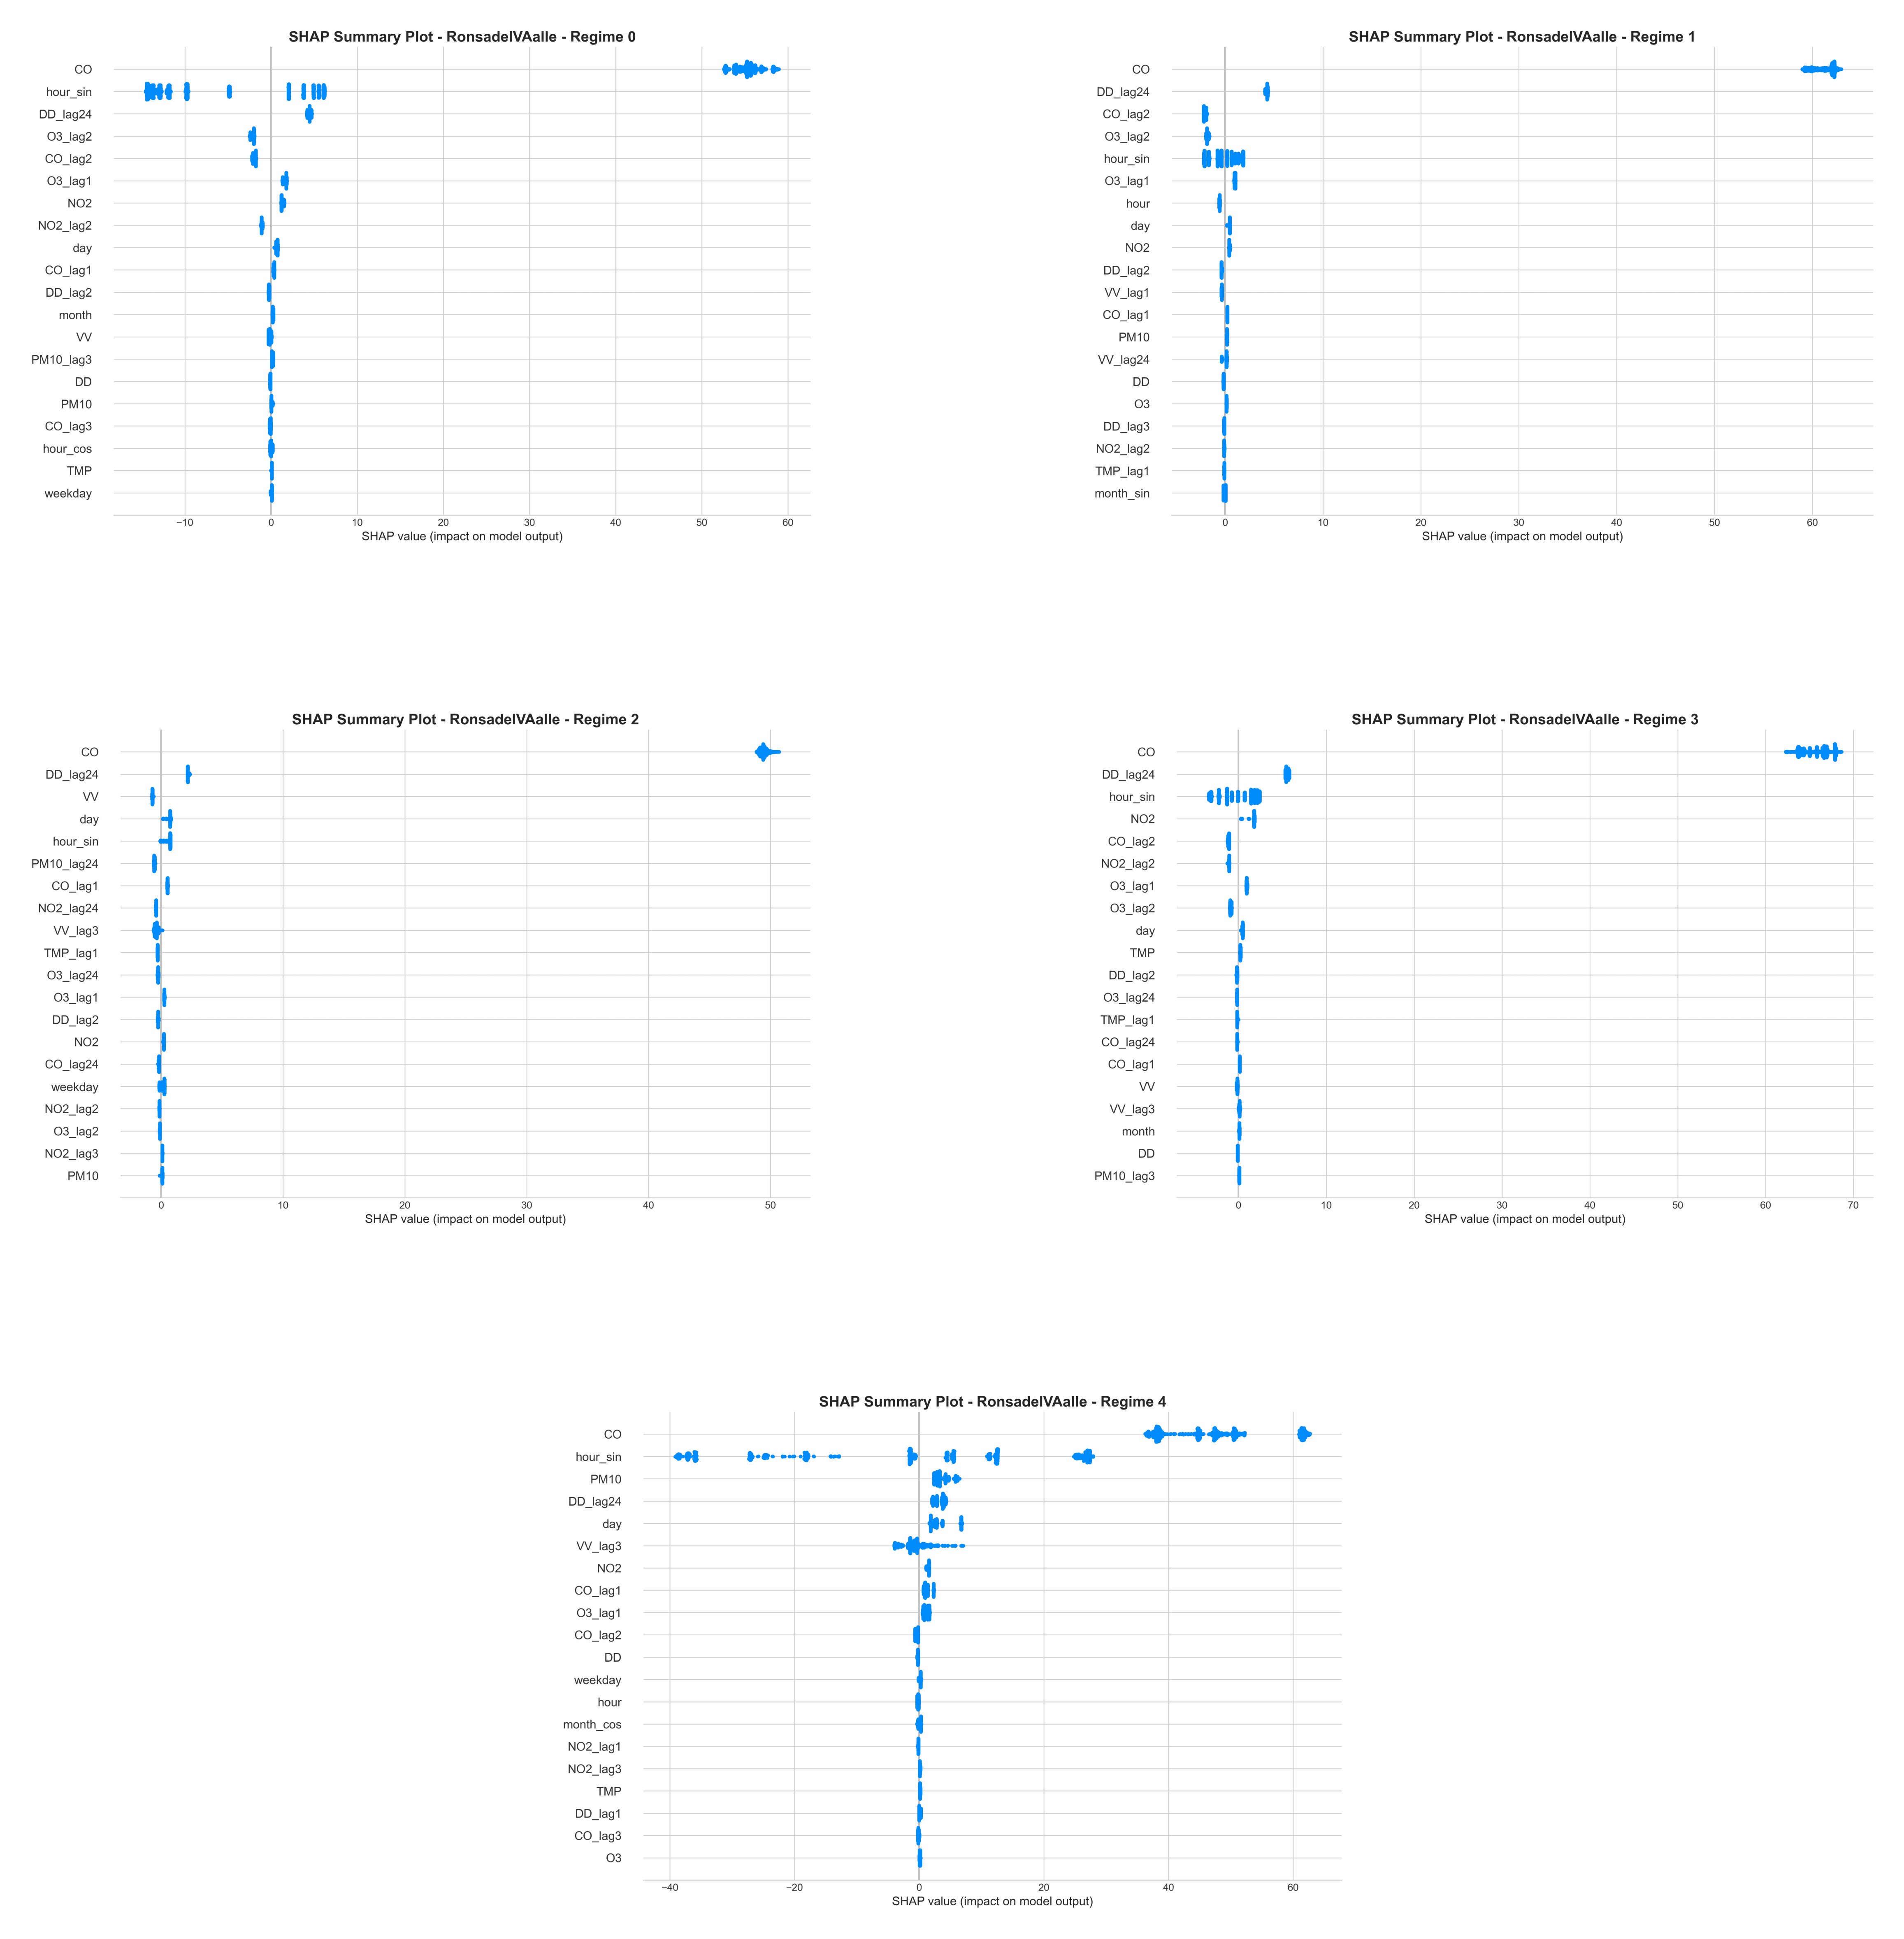 SHAP Summary Plot - RonsadelVAalle - Regime 0
CO
hour_sin
DD_lag24
O3_lag2
CO_lag2
O3_lag1
NO2
NO2_lag2
day
CO_lag1
DD_lag2
month
VV
PM10_lag3
DD
PM10
CO_lag3
hour_cos
TMP
weekday
−10 0 10 20 30 40 50 60
SHAP value (impact on model output)
SHAP Summary Plot - RonsadelVAalle - Regime 1
CO
DD_lag24
CO_lag2
O3_lag2
hour_sin
O3_lag1
hour
day
NO2
DD_lag2
VV_lag1
CO_lag1
PM10
VV_lag24
DD
O3
DD_lag3
NO2_lag2
TMP_lag1
month_sin
0 10 20 30 40 50 60
SHAP value (impact on model output)
SHAP Summary Plot - RonsadelVAalle - Regime 2
CO
DD_lag24
VV
day
hour_sin
PM10_lag24
CO_lag1
NO2_lag24
VV_lag3
TMP_lag1
O3_lag24
O3_lag1
DD_lag2
NO2
CO_lag24
weekday
NO2_lag2
O3_lag2
NO2_lag3
PM10
0 10 20 30 40 50
SHAP value (impact on model output)
SHAP Summary Plot - RonsadelVAalle - Regime 3
CO
DD_lag24
hour_sin
NO2
CO_lag2
NO2_lag2
O3_lag1
O3_lag2
day
TMP
DD_lag2
O3_lag24
TMP_lag1
CO_lag24
CO_lag1
VV
VV_lag3
month
DD
PM10_lag3
0 10 20 30 40 50 60 70
SHAP value (impact on model output)
SHAP Summary Plot - RonsadelVAalle - Regime 4
CO
hour_sin
PM10
DD_lag24
day
VV_lag3
NO2
CO_lag1
O3_lag1
CO_lag2
DD
weekday
hour
month_cos
NO2_lag1
NO2_lag3
TMP
DD_lag1
CO_lag3
O3
−40 −20 0 20 40 60
SHAP value (impact on model output)